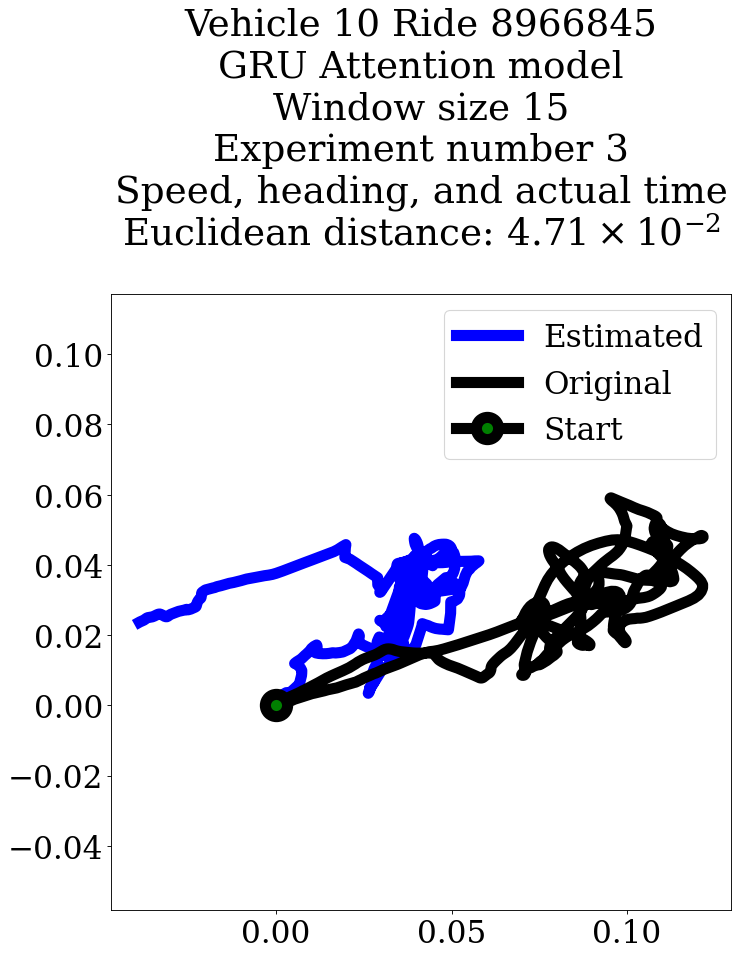 Vehicle 10 Ride 8966845
GRU Attention model
Window size 15
Experiment number 3
Speed, heading, and actual time
Euclidean distance: 4.71 × 10⁻²
Estimated
Original
Start
0.10
0.08
0.06
0.04
0.02
0.00
−0.02
−0.04
0.00 0.05 0.10